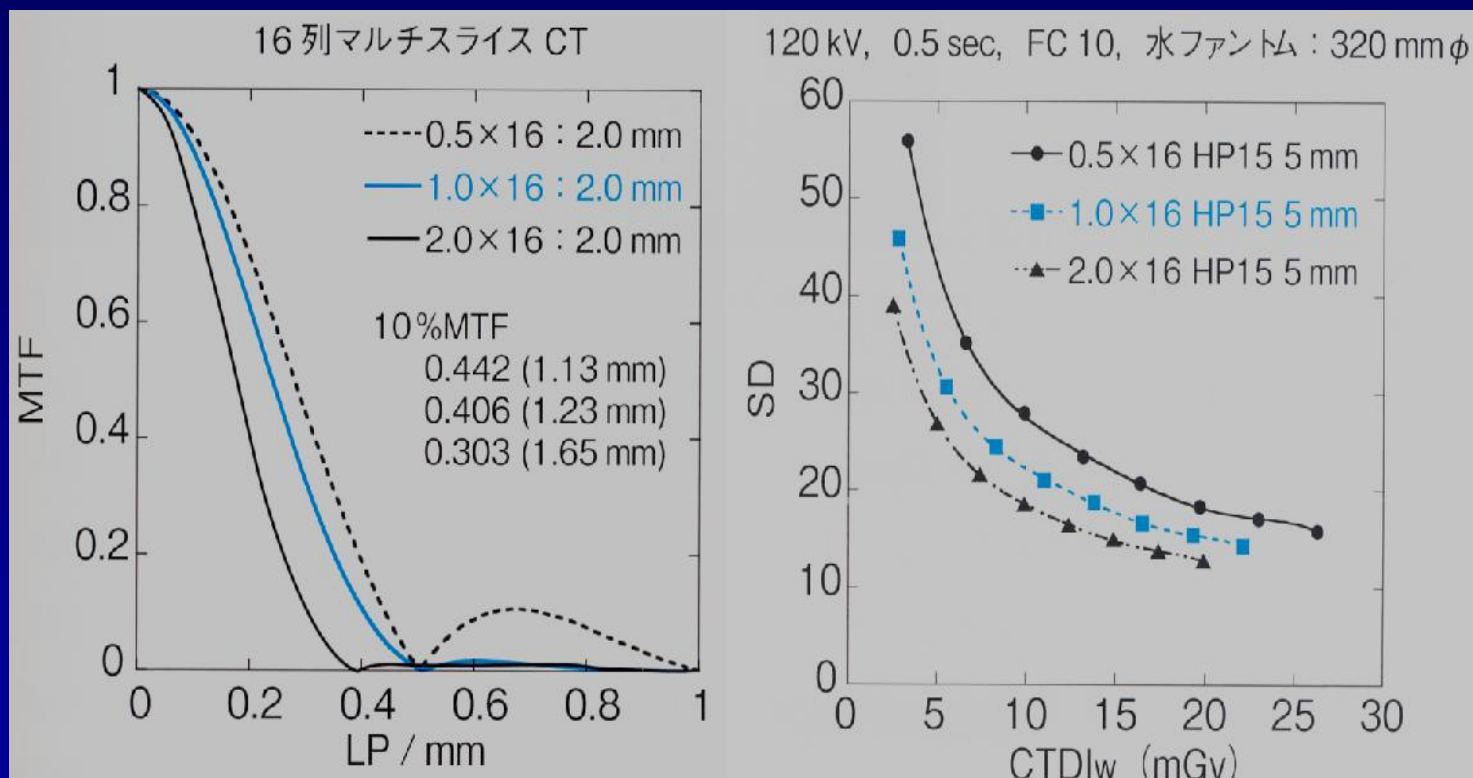 16 列マルチスライス CT
1
0.8
0.6
0.4
0.2
0
MTF
0.5×16 : 2.0 mm
1.0×16 : 2.0 mm
2.0×16 : 2.0 mm
10%MTF
0.442 (1.13 mm)
0.406 (1.23 mm)
0.303 (1.65 mm)
0 0.2 0.4 0.6 0.8 1
LP / mm
120 kV, 0.5 sec, FC 10, 水ファントム : 320 mmφ
60
50
40
30
20
10
0
SD
0.5×16 HP15 5 mm
1.0×16 HP15 5 mm
2.0×16 HP15 5 mm
0 5 10 15 20 25 30
CTDIw (mGy)